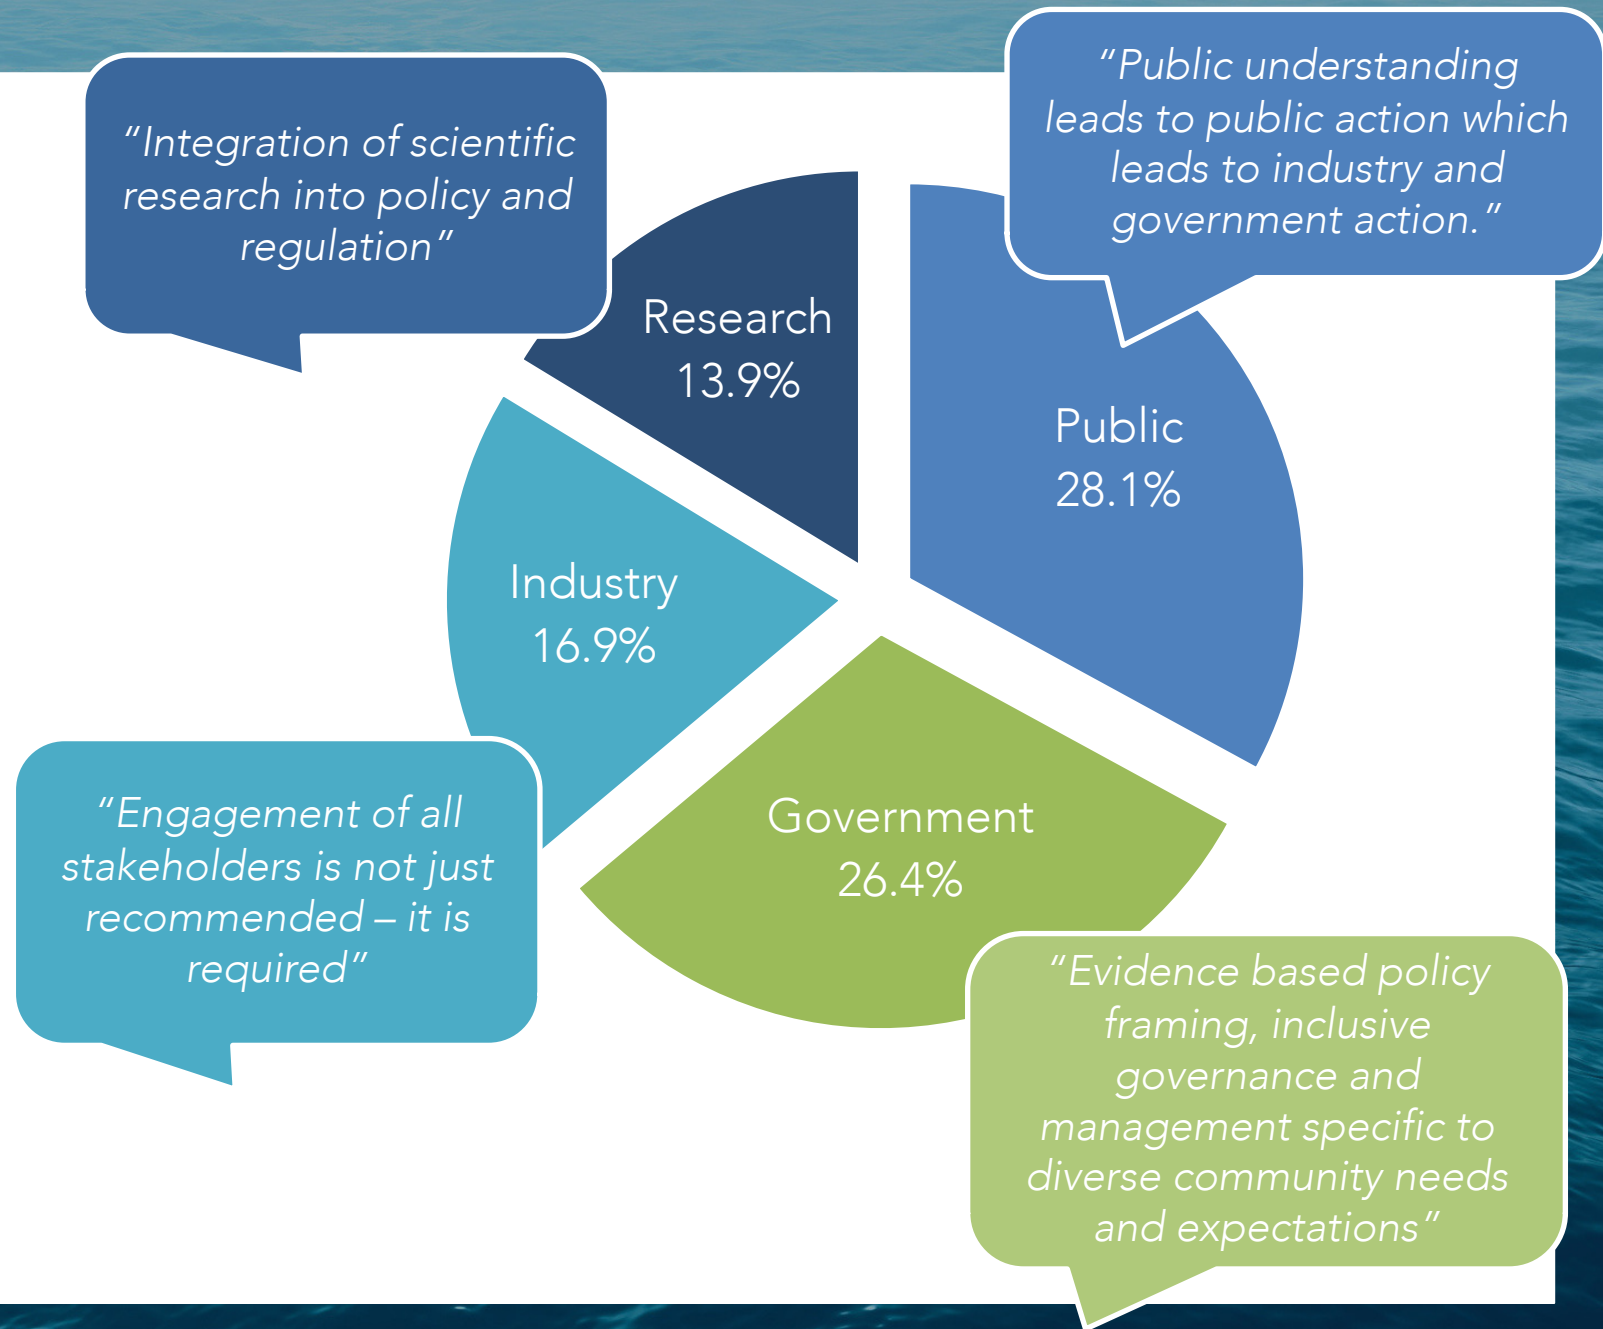 “Integration of scientific
research into policy and
regulation”
“Public understanding
leads to public action which
leads to industry and
government action.”
Research
13.9%
Public
28.1%
Industry
16.9%
Government
26.4%
“Engagement of all
stakeholders is not just
recommended – it is
required”
“Evidence based policy
framing, inclusive
governance and
management specific to
diverse community needs
and expectations”